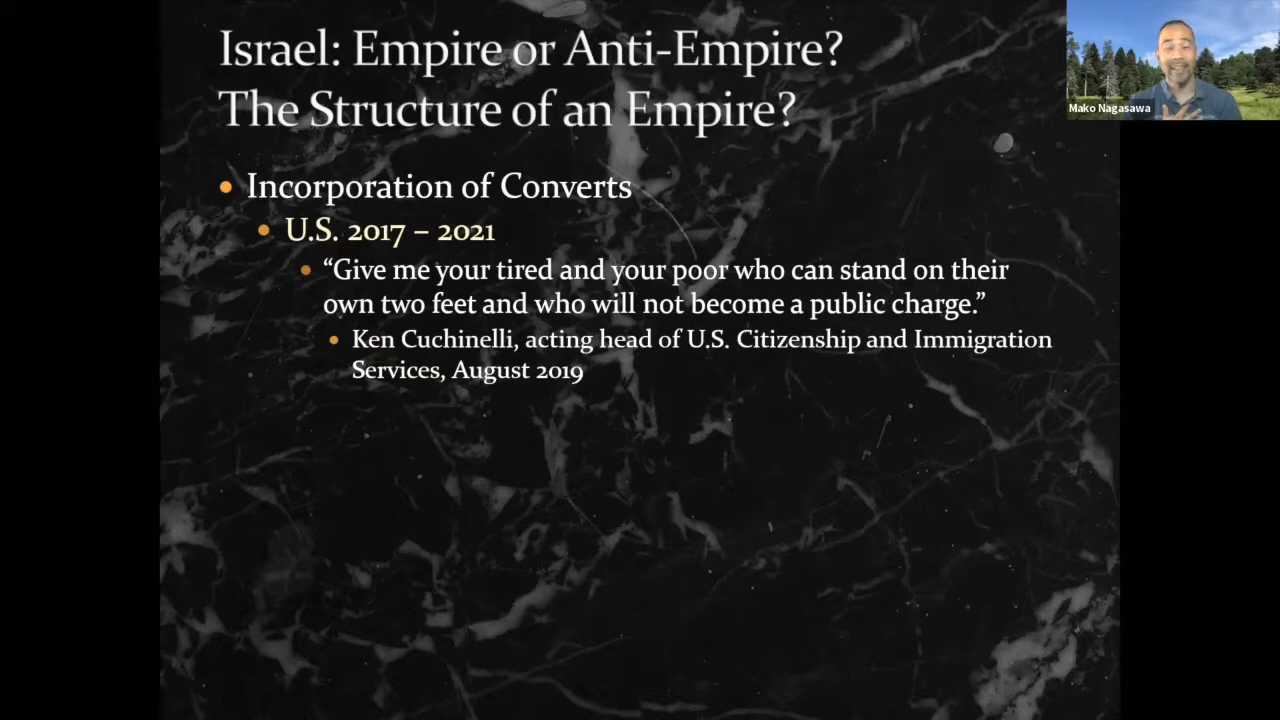 Israel: Empire or Anti-Empire?
The Structure of an Empire?
Mako Nagasawa
• Incorporation of Converts
• U.S. 2017 – 2021
• “Give me your tired and your poor who can stand on their
own two feet and who will not become a public charge.”
• Ken Cuchinelli, acting head of U.S. Citizenship and Immigration
Services, August 2019